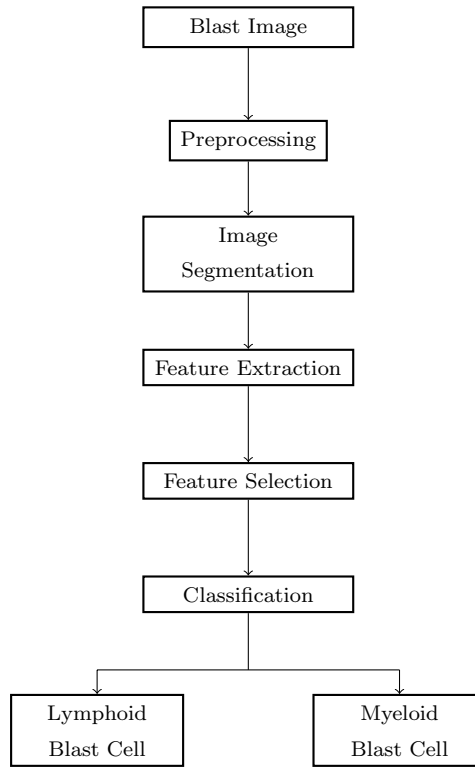 Blast Image
Preprocessing
Image
Segmentation
Feature Extraction
Feature Selection
Classification
Lymphoid
Blast Cell
Myeloid
Blast Cell